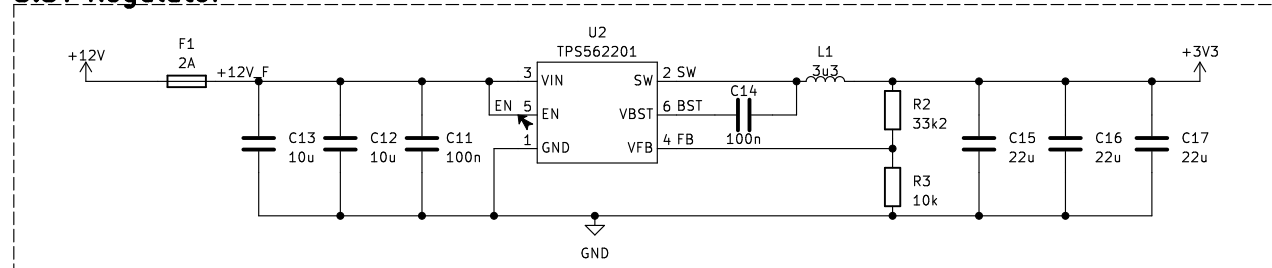 3.3V Regulator
+12V
F1
2A
+12V_F
C13
10u
C12
10u
C11
100n
U2
TPS562201
3 VIN
EN 5 EN
1 GND
SW 2 SW
VBST 6 BST
VFB 4 FB
C14
100n
L1
3u3
R2
33k2
R3
10k
C15
22u
C16
22u
C17
22u
+3V3
GND